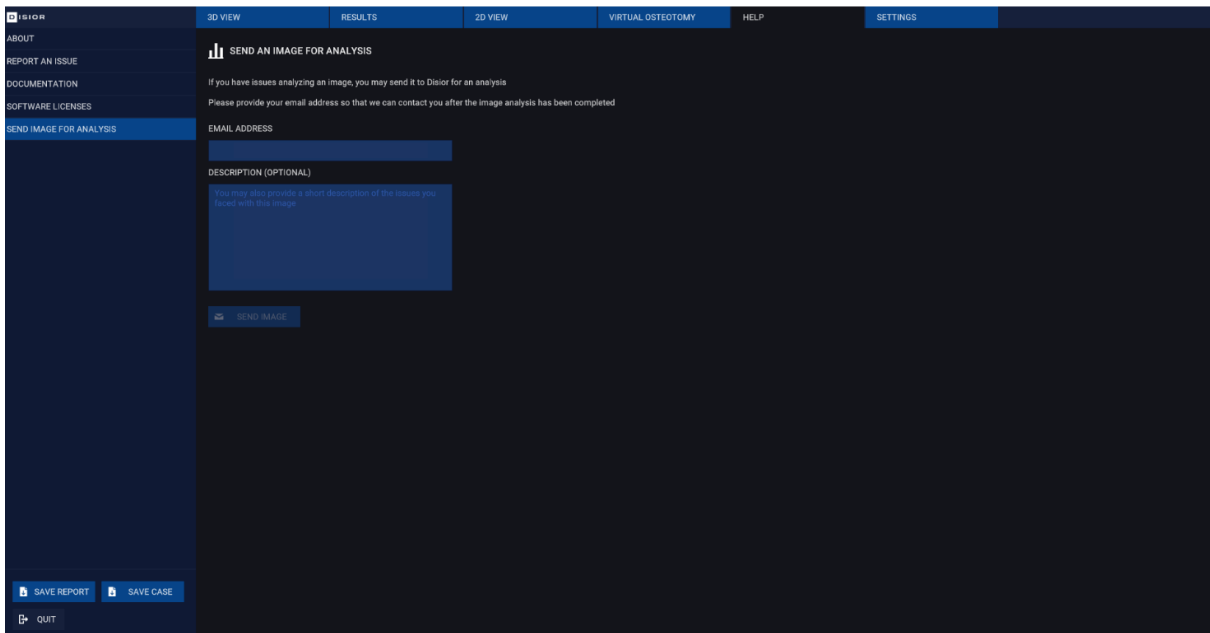 DISIOR
3D VIEW
RESULTS
2D VIEW
VIRTUAL OSTEOTOMY
HELP
SETTINGS
ABOUT
REPORT AN ISSUE
DOCUMENTATION
SOFTWARE LICENSES
SEND IMAGE FOR ANALYSIS
SEND AN IMAGE FOR ANALYSIS
If you have issues analyzing an image, you may send it to Disior for an analysis
Please provide your email address so that we can contact you after the image analysis has been completed
EMAIL ADDRESS
DESCRIPTION (OPTIONAL)
You may also provide a short description of the issues you
faced with this image
SEND IMAGE
SAVE REPORT
SAVE CASE
QUIT